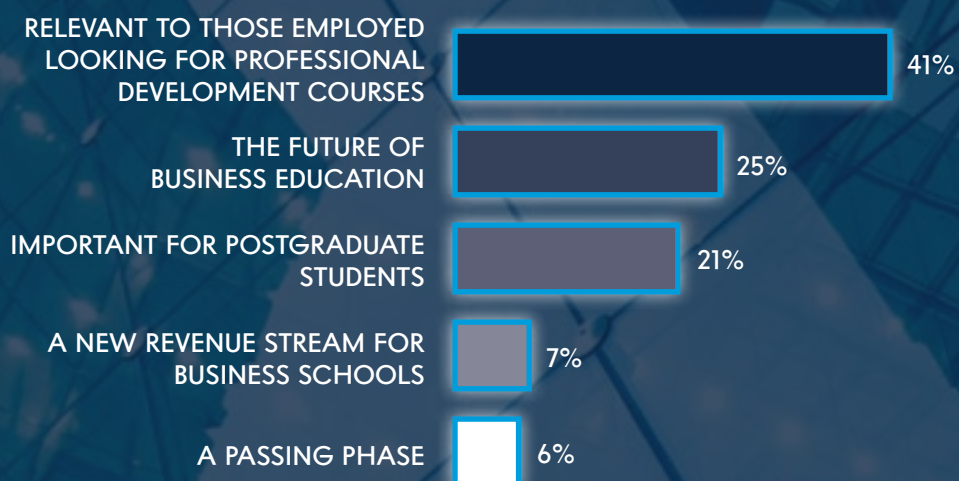 RELEVANT TO THOSE EMPLOYED
LOOKING FOR PROFESSIONAL
DEVELOPMENT COURSES
41%
THE FUTURE OF
BUSINESS EDUCATION
25%
IMPORTANT FOR POSTGRADUATE
STUDENTS
21%
A NEW REVENUE STREAM FOR
BUSINESS SCHOOLS
7%
A PASSING PHASE
6%